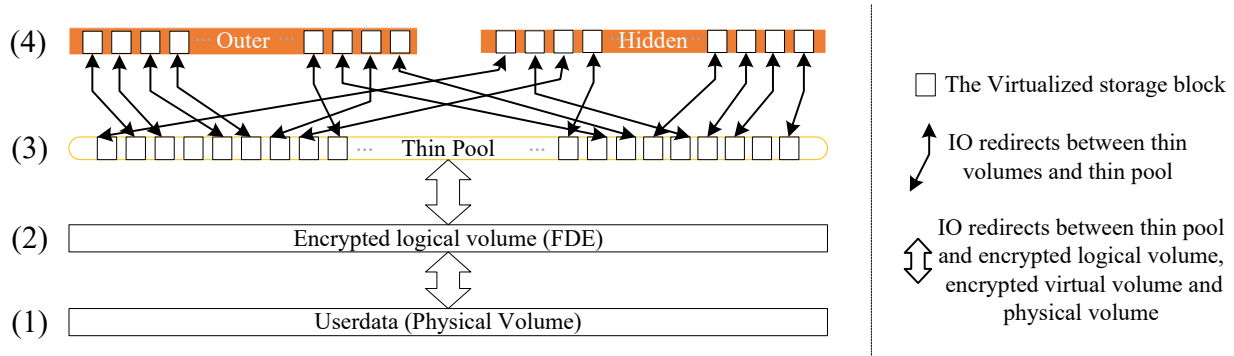 (4) ... Outer ... ... Hidden ...
(3) ... Thin Pool ...
(2) Encrypted logical volume (FDE)
(1) Userdata (Physical Volume)
The Virtualized storage block
IO redirects between thin
volumes and thin pool
IO redirects between thin pool
and encrypted logical volume,
encrypted virtual volume and
physical volume